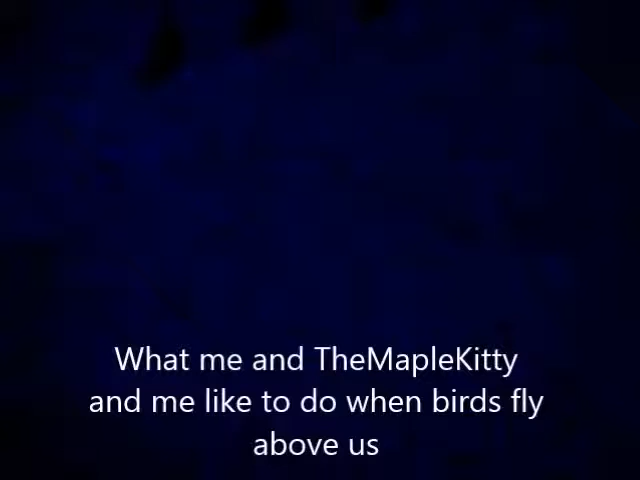 What me and TheMapleKitty
and me like to do when birds fly
above us